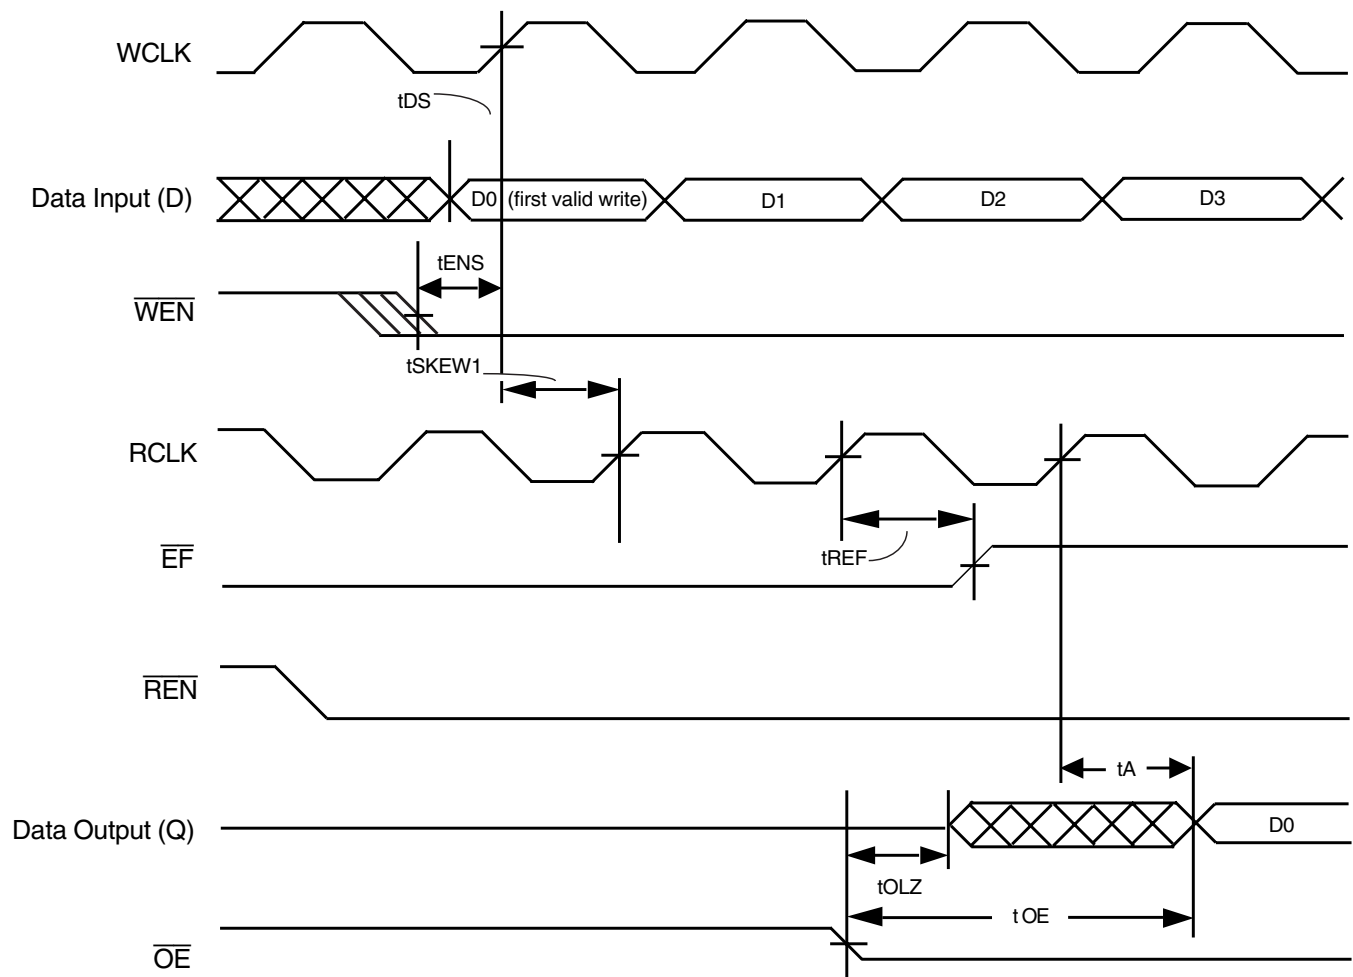 WCLK
tDS
Data Input (D)
D0 (first valid write)
D1
D2
D3
tENS
WEN
tSKEW1
RCLK
tREF
EF
REN
tA
Data Output (Q)
D0
tOLZ
t OE
OE